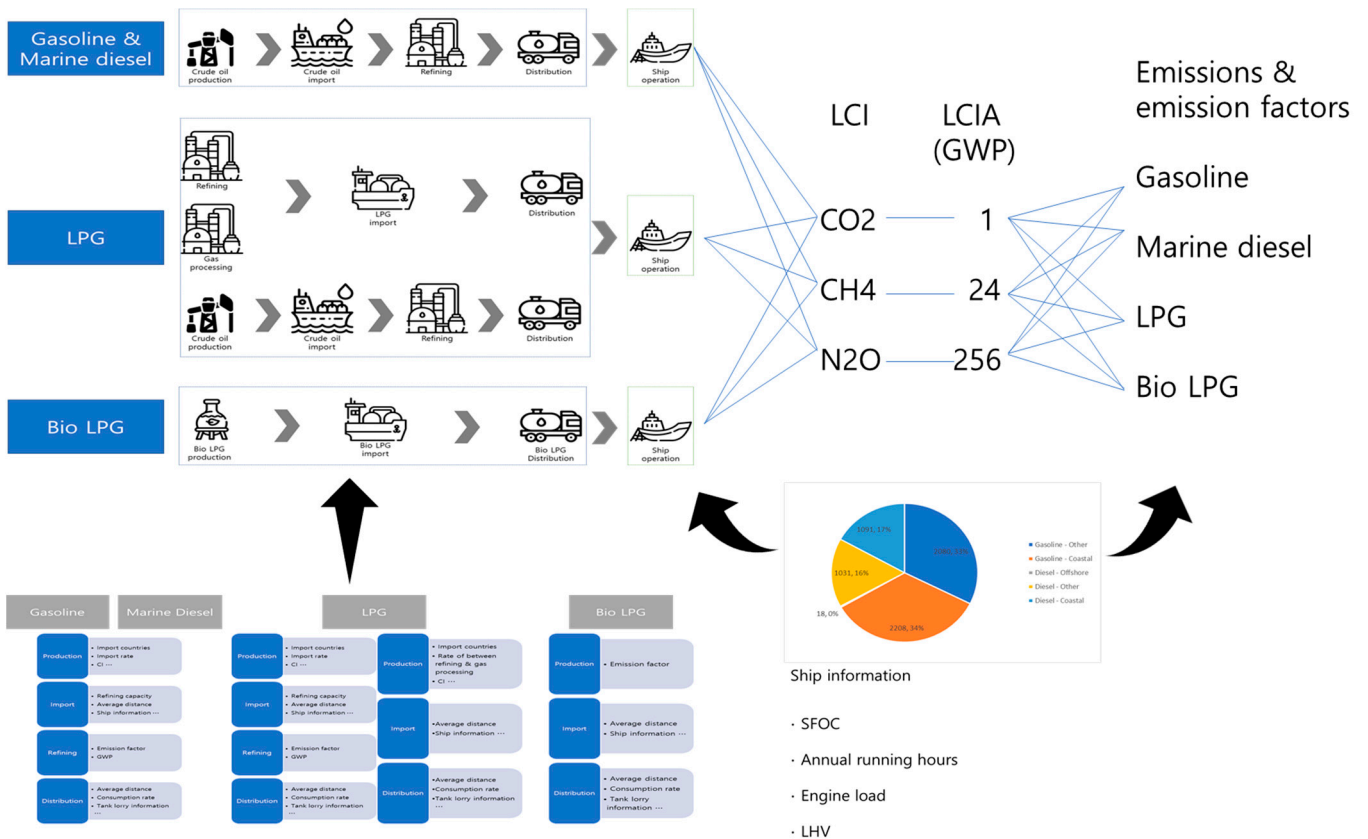 Gasoline &
Marine diesel
Crude oil
production
Crude oil
import
Refining
Distribution
Ship
operation
LPG
Refining
Gas
processing
LPG
import
Distribution
Crude oil
production
Crude oil
import
Refining
Distribution
Ship
operation
Bio LPG
Bio LPG
production
Bio LPG
import
Bio LPG
Distribution
Ship
operation
LCI
LCIA
(GWP)
Emissions &
emission factors
CO2
1
CH4
24
N2O
256
Gasoline
Marine diesel
LPG
Bio LPG
Gasoline
Marine Diesel
Production
• Import countries
• Import rate
• CI ⋯
Import
• Refining capacity
• Average distance
• Ship information ⋯
Refining
• Emission factor
• GWP
Distribution
• Average distance
• Consumption rate
• Tank lorry information
⋯
LPG
Production
• Import countries
• Import rate
• CI ⋯
Import
• Refining capacity
• Average distance
• Ship information ⋯
Refining
• Emission factor
• GWP
Distribution
• Average distance
• Consumption rate
• Tank lorry information
⋯
Production
• Import countries
• Rate of between
refining & gas
processing
• CI ⋯
Import
•Average distance
•Ship information ⋯
Distribution
•Average distance
•Consumption rate
•Tank lorry information
⋯
Bio LPG
Production
• Emission factor
Import
• Average distance
• Ship information ⋯
Distribution
• Average distance
• Consumption rate
• Tank lorry
information ⋯
1091, 17%
1031, 16%
18, 0%
2208, 34%
Gasoline - Other
Gasoline - Coastal
Diesel - Offshore
Diesel - Other
Diesel - Coastal
Ship information
· SFOC
· Annual running hours
· Engine load
· LHV